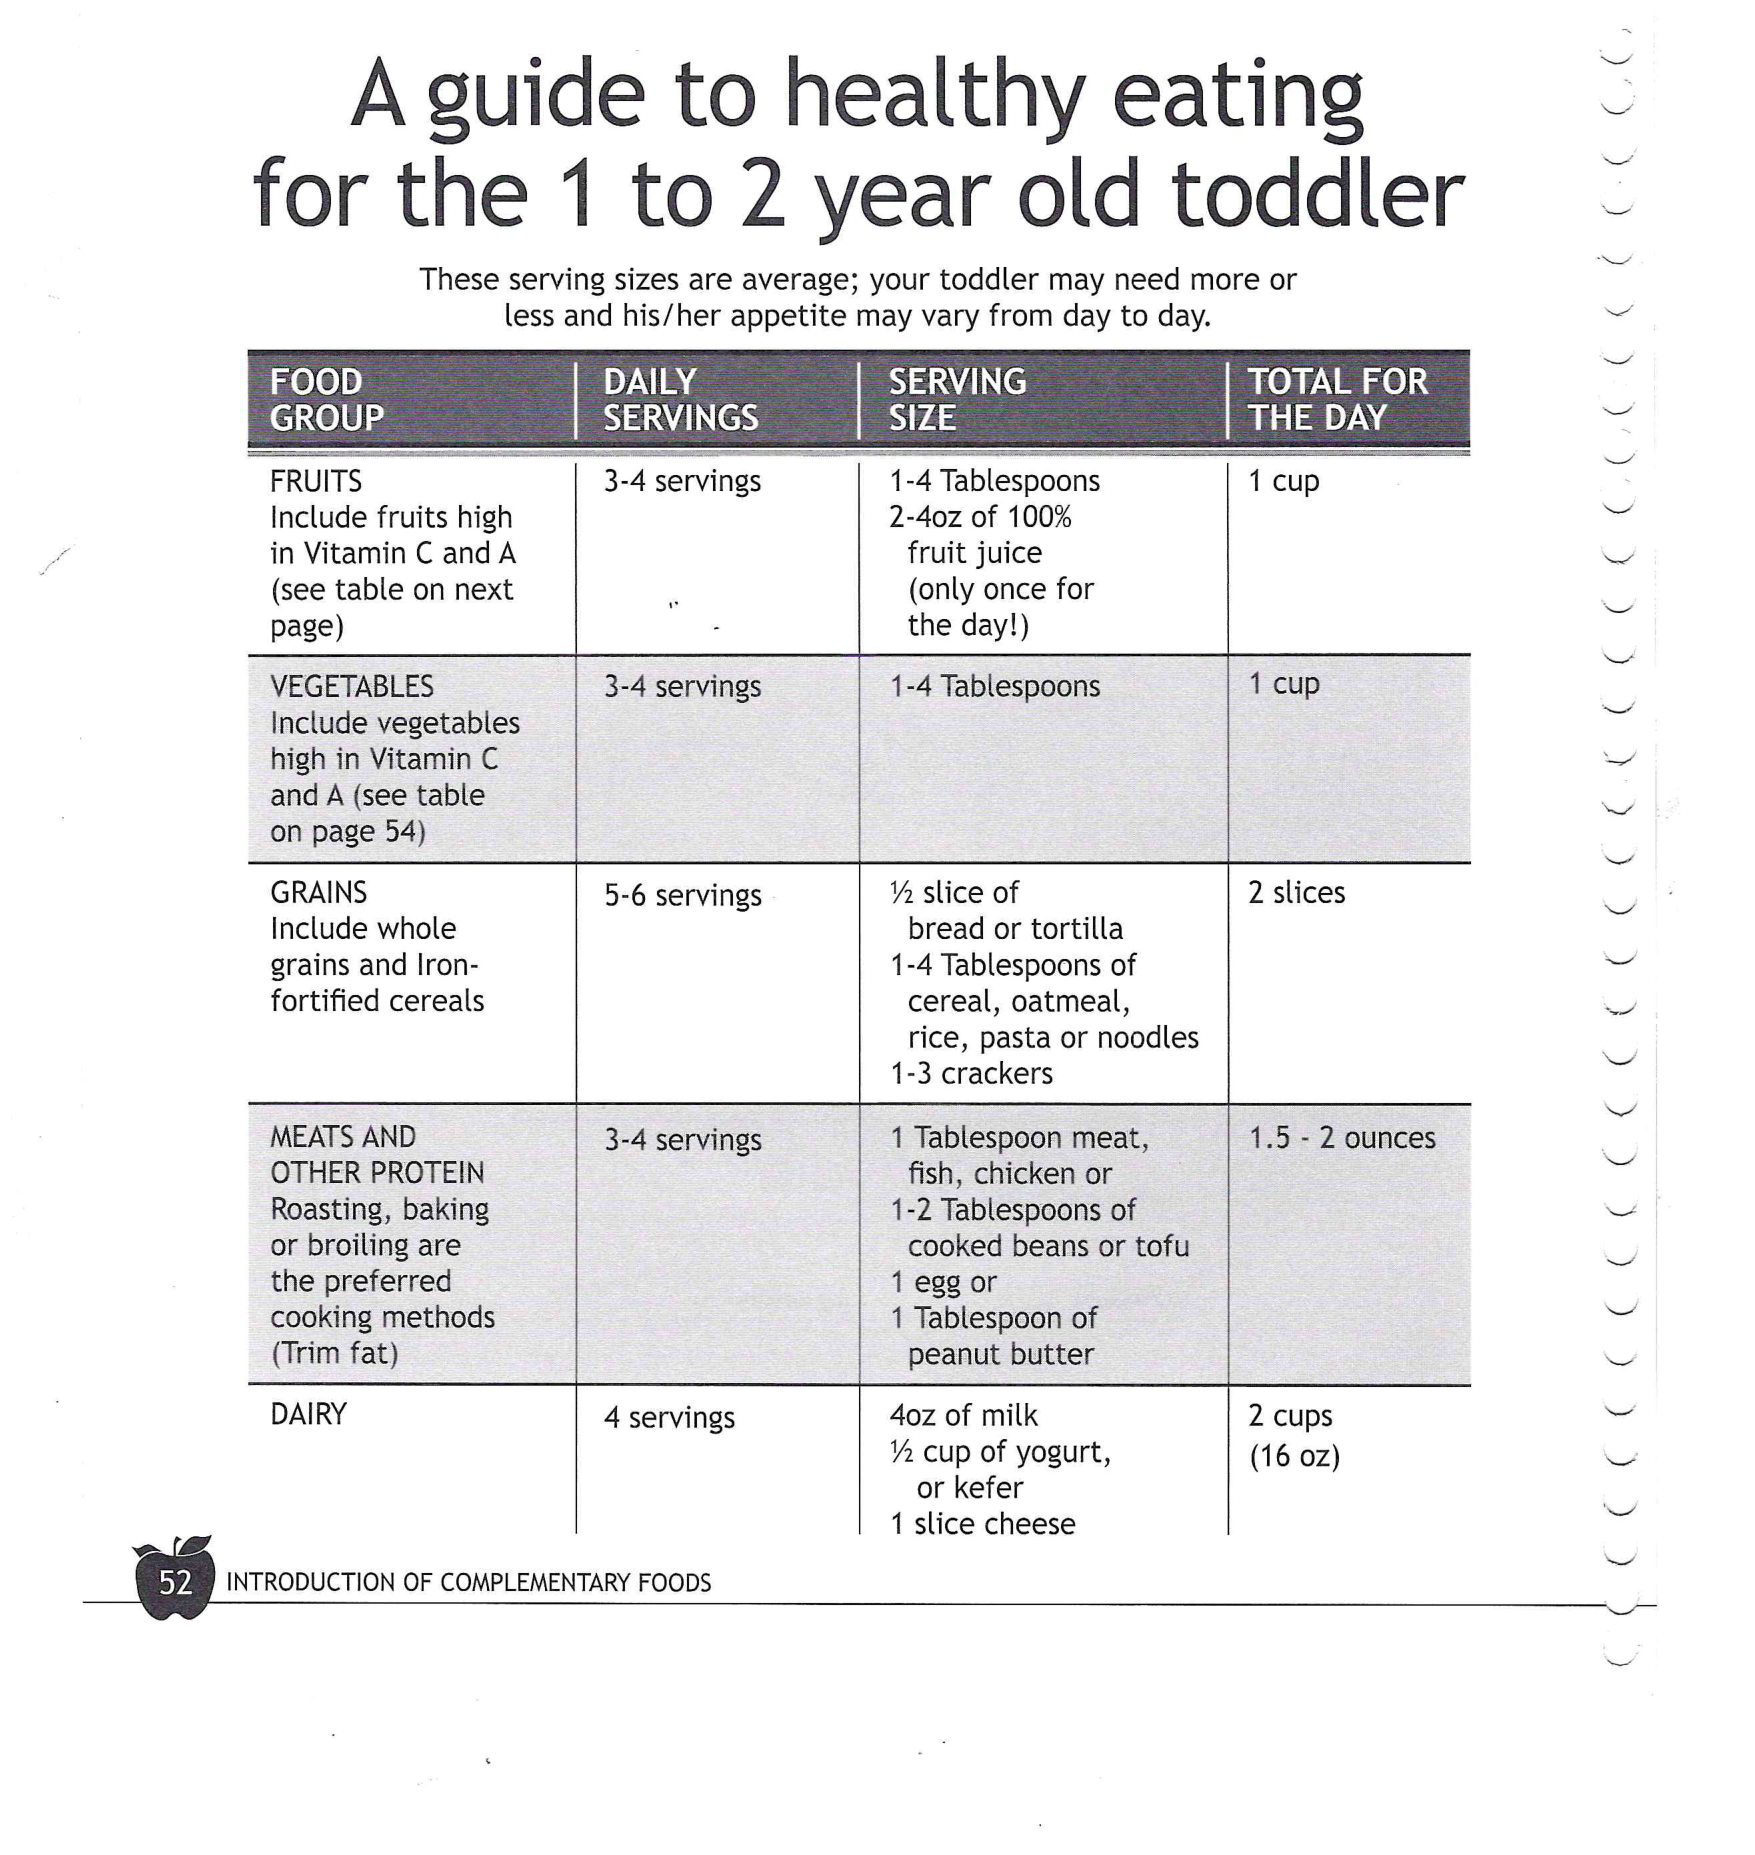 A guide to healthy eating
for the 1 to 2 year old toddler
These serving sizes are average; your toddler may need more or
less and his/her appetite may vary from day to day.
FOOD GROUP
DAILY SERVINGS
SERVING SIZE
TOTAL FOR THE DAY
FRUITS
Include fruits high
in Vitamin C and A
(see table on next
page)
3-4 servings
1-4 Tablespoons
2-4oz of 100%
fruit juice
(only once for
the day!)
1 cup
VEGETABLES
Include vegetables
high in Vitamin C
and A (see table
on page 54)
3-4 servings
1-4 Tablespoons
1 cup
GRAINS
Include whole
grains and Iron-
fortified cereals
5-6 servings
½ slice of
bread or tortilla
1-4 Tablespoons of
cereal, oatmeal,
rice, pasta or noodles
1-3 crackers
2 slices
MEATS AND
OTHER PROTEIN
Roasting, baking
or broiling are
the preferred
cooking methods
(Trim fat)
3-4 servings
1 Tablespoon meat,
fish, chicken or
1-2 Tablespoons of
cooked beans or tofu
1 egg or
1 Tablespoon of
peanut butter
1.5 - 2 ounces
DAIRY
4 servings
4oz of milk
½ cup of yogurt,
or kefer
1 slice cheese
2 cups
(16 oz)
52 INTRODUCTION OF COMPLEMENTARY FOODS